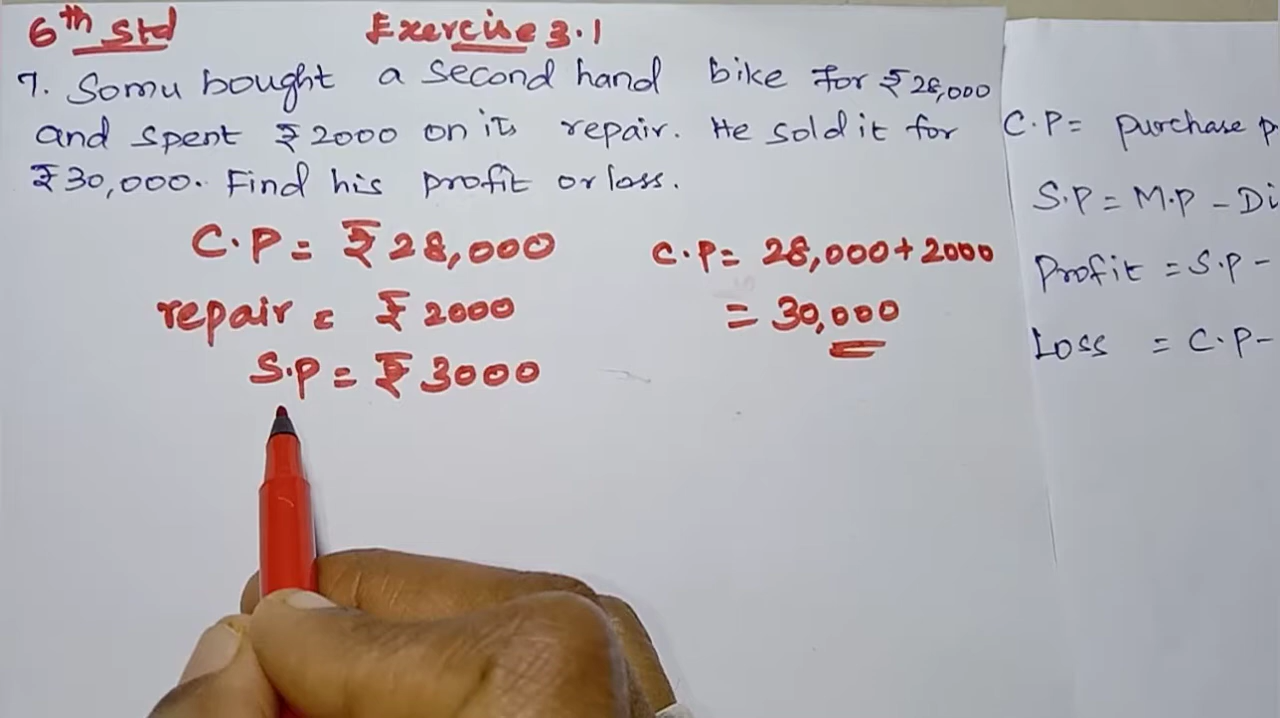 6th Std Exercise 3.1
7. Somu bought a second hand bike for ₹28,000
and spent ₹2000 on its repair. He sold it for
₹30,000. Find his profit or loss.
C.P = ₹28,000
repair = ₹2000
S.P = ₹3000
C.P = 28,000 + 2000
= 30,000
C.P = purchase
S.P = M.P - Di
Profit = S.P -
Loss = C.P -